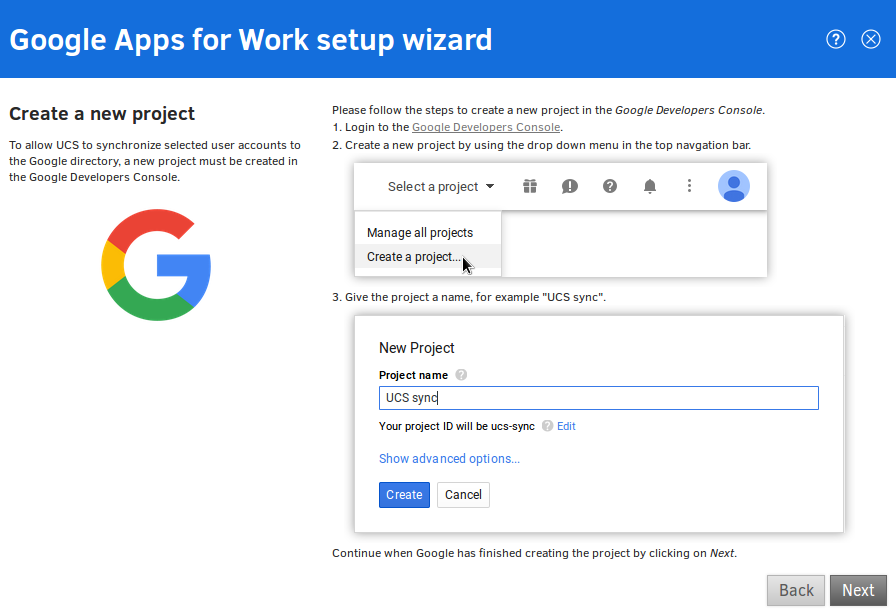 Google Apps for Work setup wizard
Create a new project
To allow UCS to synchronize selected user accounts to
the Google directory, a new project must be created in
the Google Developers Console.
Please follow the steps to create a new project in the Google Developers Console.
1. Login to the Google Developers Console.
2. Create a new project by using the drop down menu in the top navigation bar.
Select a project
Manage all projects
Create a project...
3. Give the project a name, for example "UCS sync".
New Project
Project name ?
UCS sync
Your project ID will be ucs-sync ? Edit
Show advanced options...
Create Cancel
Continue when Google has finished creating the project by clicking on Next.
Back Next